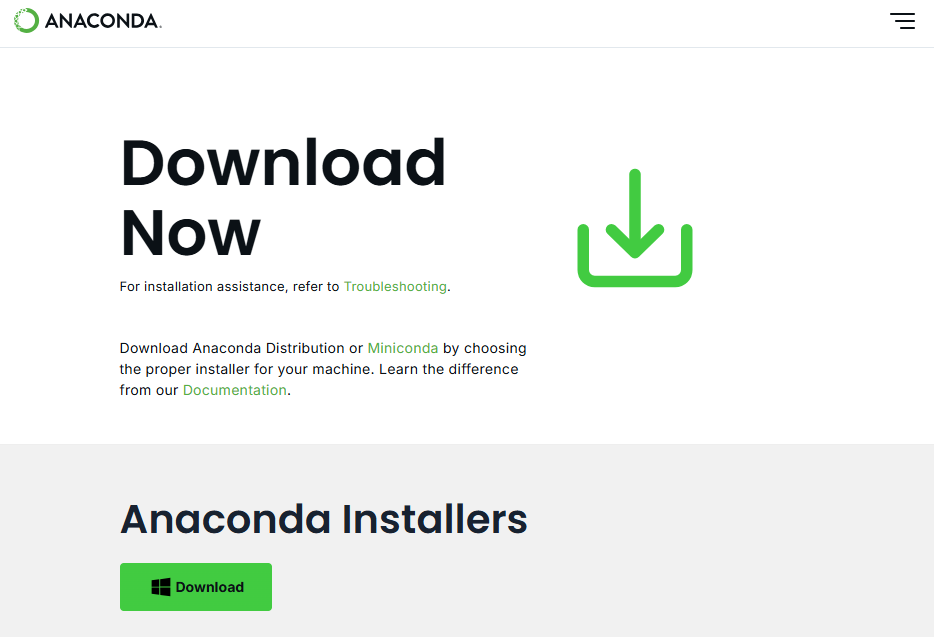 ANACONDA.
Download
Now
For installation assistance, refer to Troubleshooting.
Download Anaconda Distribution or Miniconda by choosing
the proper installer for your machine. Learn the difference
from our Documentation.
Anaconda Installers
Download